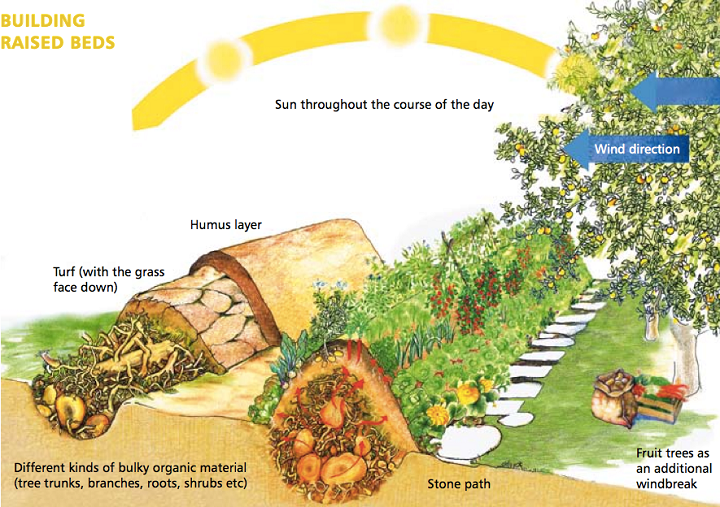 BUILDING
RAISED BEDS
Sun throughout the course of the day
Wind direction
Humus layer
Turf (with the grass
face down)
Different kinds of bulky organic material
(tree trunks, branches, roots, shrubs etc)
Stone path
Fruit trees as
an additional
windbreak